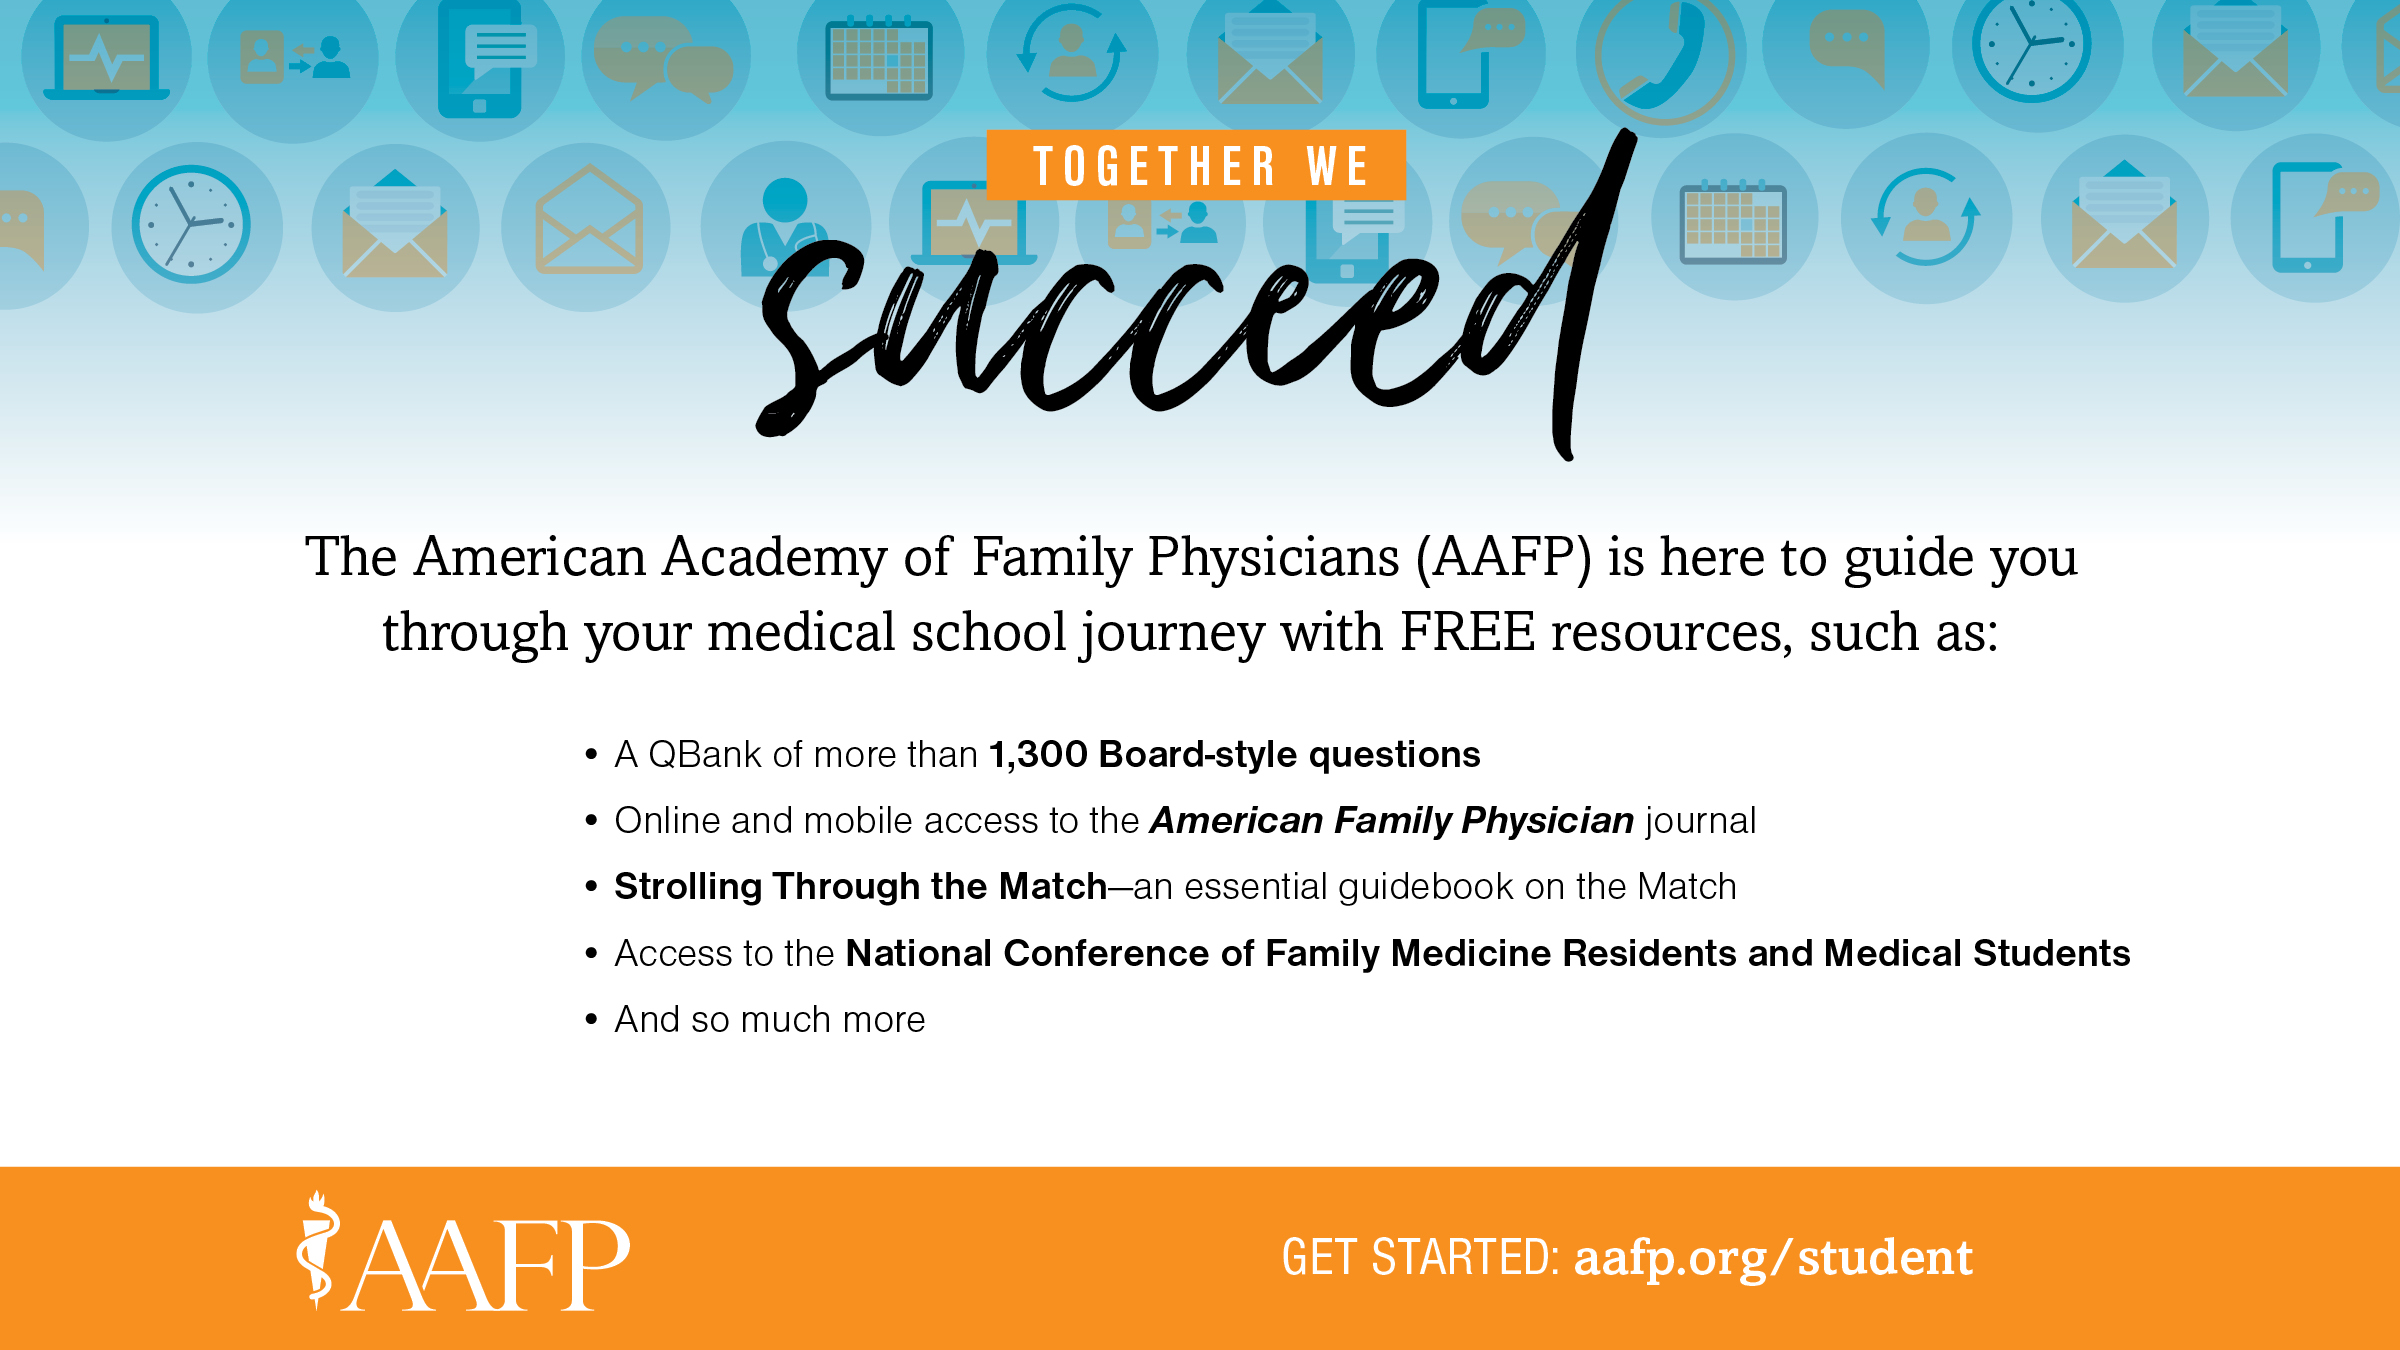 TOGETHER WE
succeed
The American Academy of Family Physicians (AAFP) is here to guide you
through your medical school journey with FREE resources, such as:
• A QBank of more than 1,300 Board-style questions
• Online and mobile access to the American Family Physician journal
• Strolling Through the Match—an essential guidebook on the Match
• Access to the National Conference of Family Medicine Residents and Medical Students
• And so much more
AAFP
GET STARTED: aafp.org/student